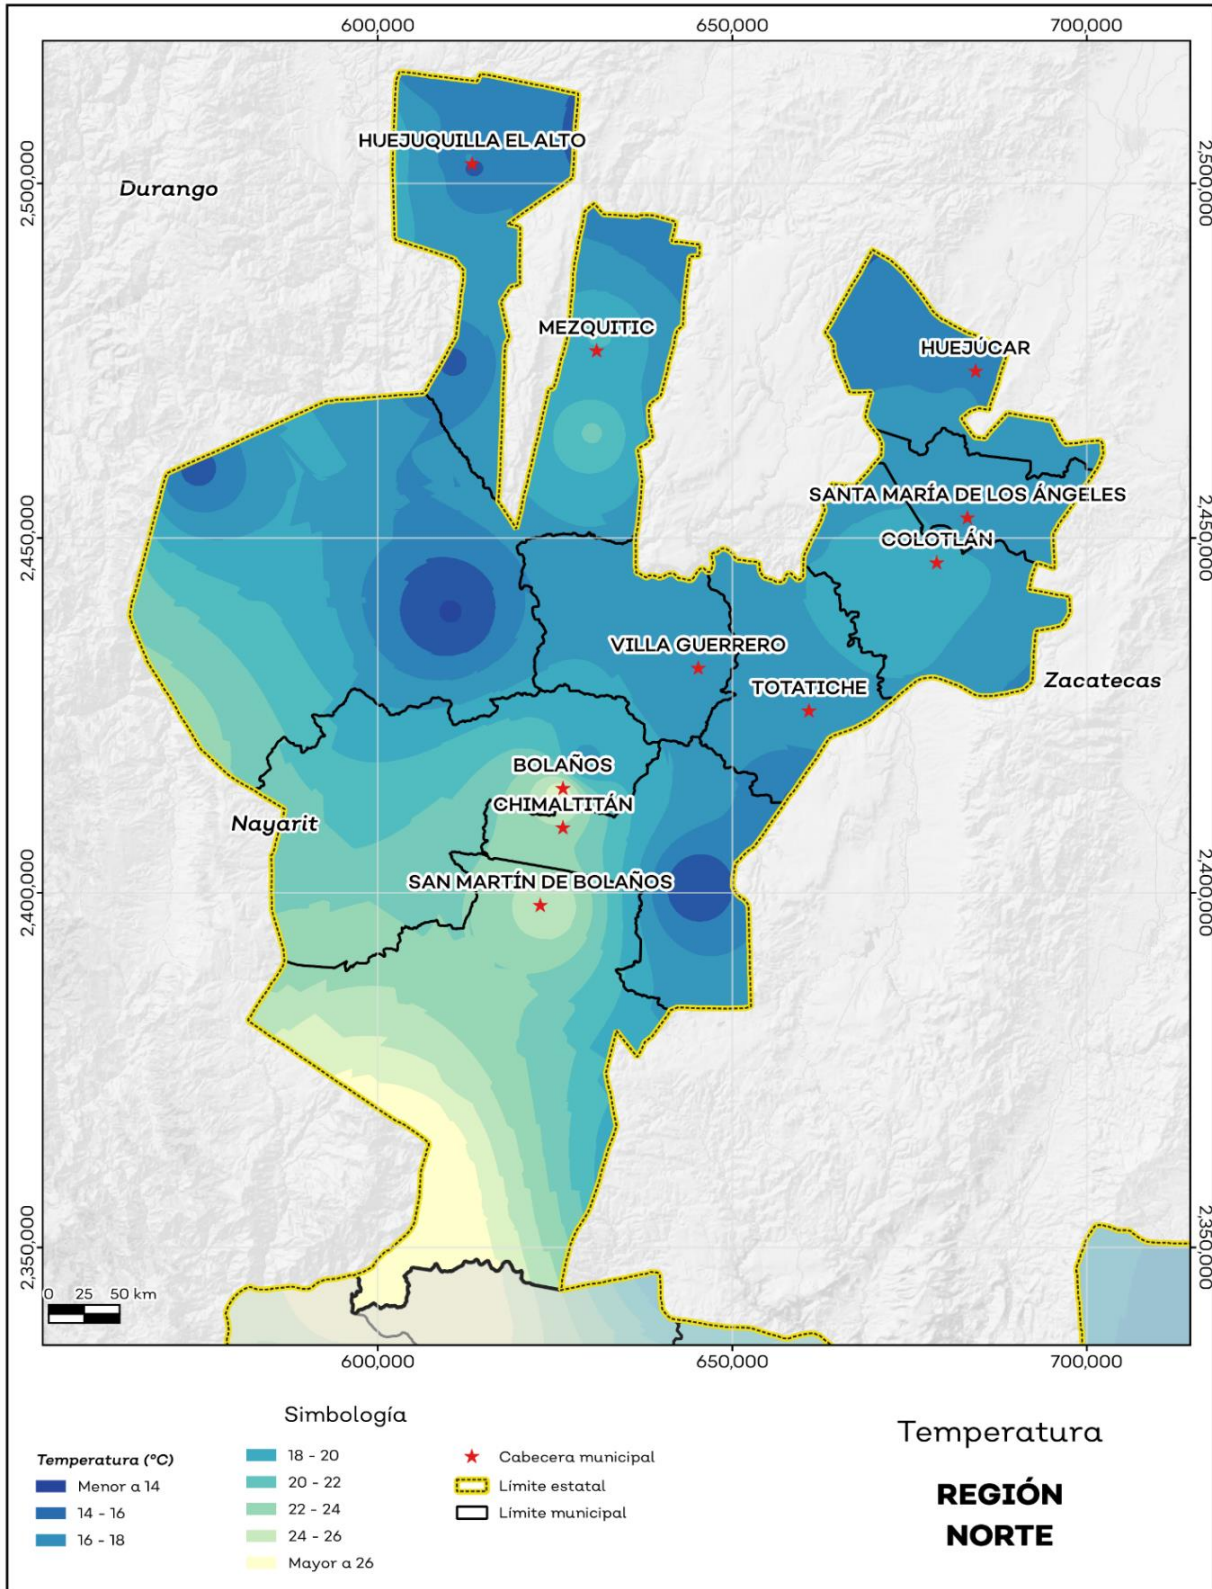 600,000
650,000
700,000
2,500,000
2,500,000
HUEJUQUILLA EL ALTO
Durango
MEZQUITIC
HUEJÚCAR
SANTA MARÍA DE LOS ÁNGELES
2,450,000
2,450,000
COLOTLÁN
VILLA GUERRERO
TOTATICHE
Zacatecas
BOLAÑOS
CHIMALTITÁN
Nayarit
SAN MARTÍN DE BOLAÑOS
2,400,000
2,400,000
2,350,000
2,350,000
0 25 50 km
600,000
650,000
700,000
Simbología
Temperatura (°C)
Menor a 14
14 - 16
16 - 18
18 - 20
20 - 22
22 - 24
24 - 26
Mayor a 26
Cabecera municipal
Límite estatal
Límite municipal
Temperatura
REGIÓN
NORTE